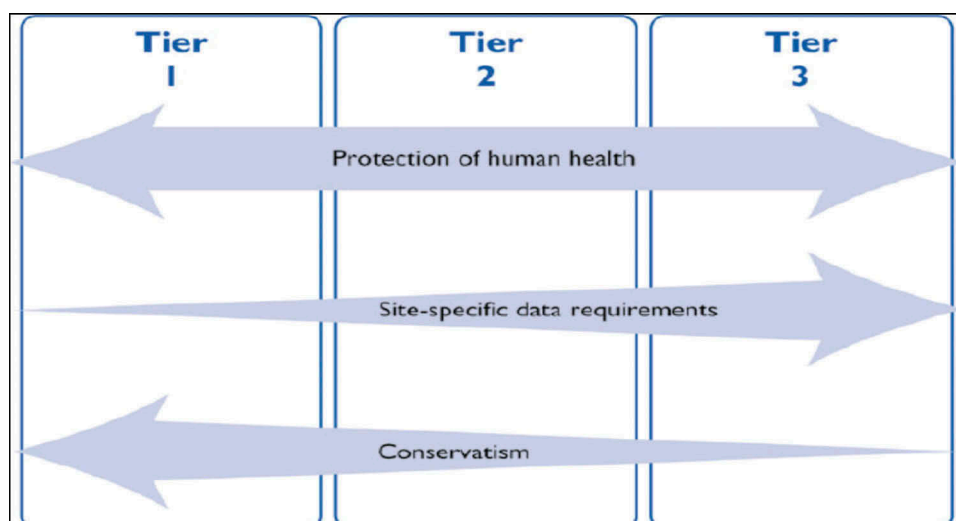 Tier Tier Tier
1 2 3
Protection of human health
Site-specific data requirements
Conservatism